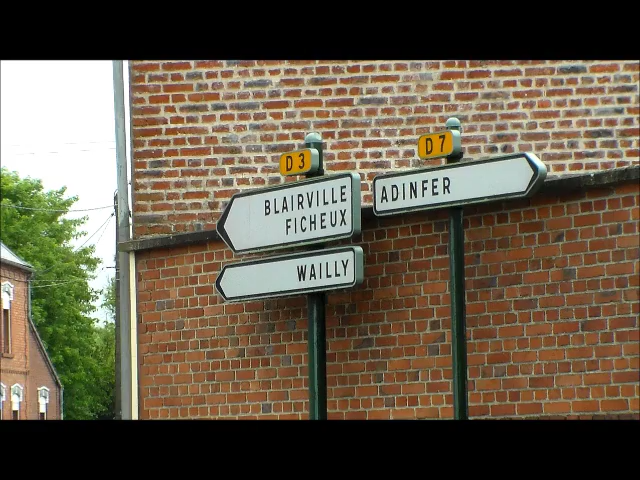 D3
BLAIRVILLE
FICHEUX
WAILLY
D7
ADINFER